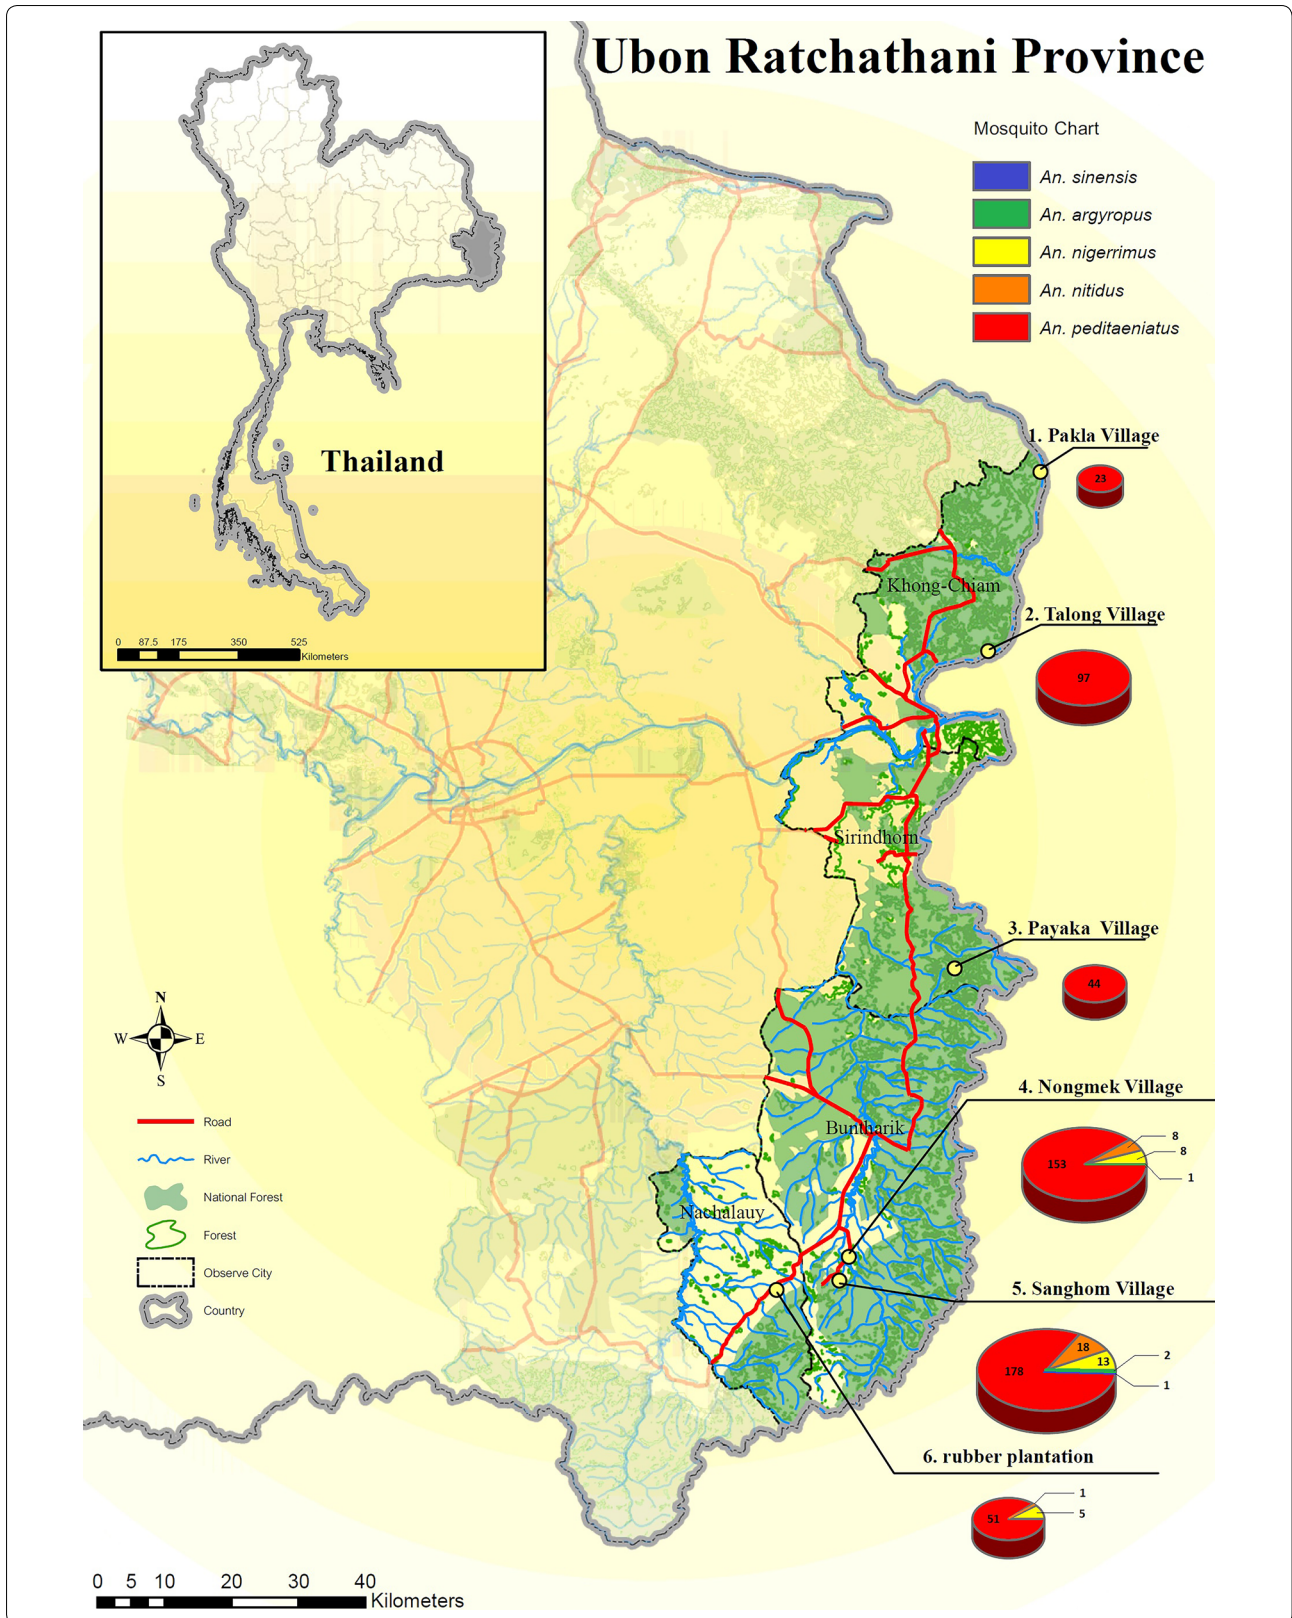 Ubon Ratchathani Province
Mosquito Chart
An. sinensis
An. argyropus
An. nigerrimus
An. nitidus
An. peditaeniatus
Thailand
0 87.5 175 350 525
Kilometers
1. Pakla Village
23
Khong-Chiam
2. Talong Village
97
Sirindhorn
3. Payaka Village
44
4. Nongmek Village
Buntharik
153
8
8
1
Nachalauy
5. Sanghom Village
178
18
13
2
1
6. rubber plantation
51
1
5
N
W E
S
Road
River
National Forest
Forest
Observe City
Country
0 5 10 20 30 40
Kilometers